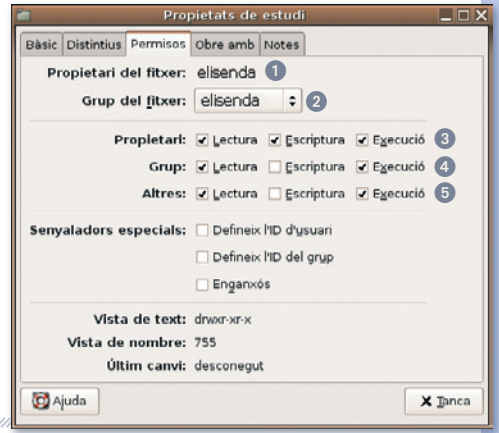 Propietats de estudi
Bàsic Distintius Permisos Obre amb Notes
Propietari del fitxer: elisenda 1
Grup del fitxer: elisenda 2
Propietari: Lectura Escriptura Execució 3
Grup: Lectura Escriptura Execució 4
Altres: Lectura Escriptura Execució 5
Senyaladors especials: Defineix l'ID d'usuari
Defineix l'ID del grup
Enganxós
Vista de text: drwxr-xr-x
Vista de nombre: 755
Últim canvi: desconegut
Ajuda Tanca